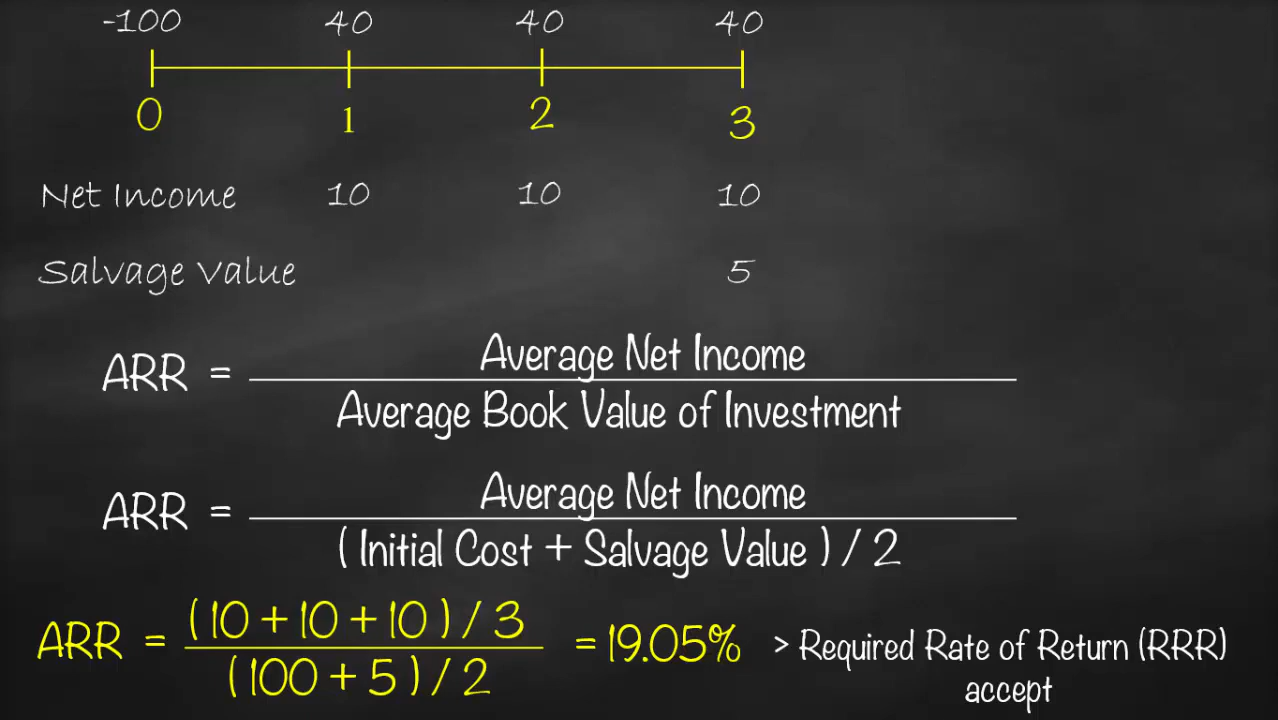 -100 40 40 40
0 1 2 3
Net Income 10 10 10
Salvage Value 5
ARR = Average Net Income
Average Book Value of Investment
ARR = Average Net Income
( Initial Cost + Salvage Value ) / 2
ARR = ( 10 + 10 + 10 ) / 3
( 100 + 5 ) / 2
= 19.05% > Required Rate of Return (RRR)
accept